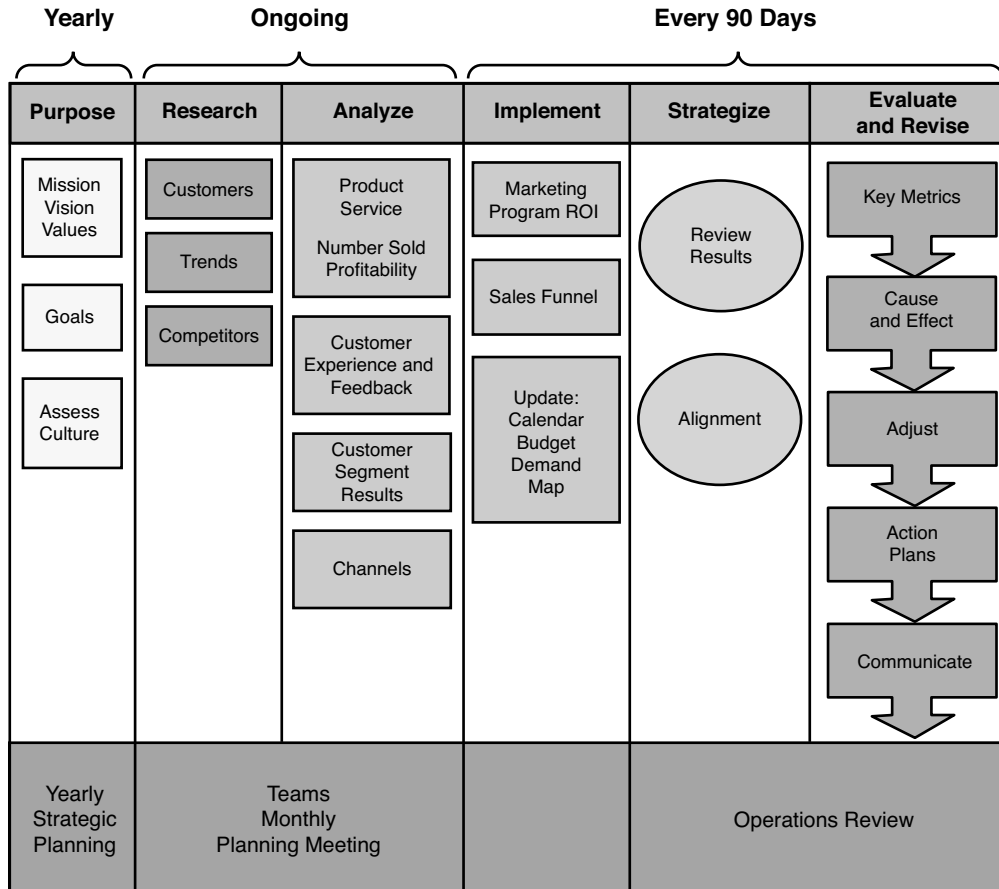 Yearly
Ongoing
Every 90 Days
Purpose
Research
Analyze
Implement
Strategize
Evaluate
and Revise
Mission
Vision
Values
Goals
Assess
Culture
Customers
Trends
Competitors
Product
Service
Number Sold
Profitability
Customer
Experience and
Feedback
Customer
Segment
Results
Channels
Marketing
Program ROI
Sales Funnel
Update:
Calendar
Budget
Demand
Map
Review
Results
Alignment
Key Metrics
Cause
and Effect
Adjust
Action
Plans
Communicate
Yearly
Strategic
Planning
Teams
Monthly
Planning Meeting
Operations Review